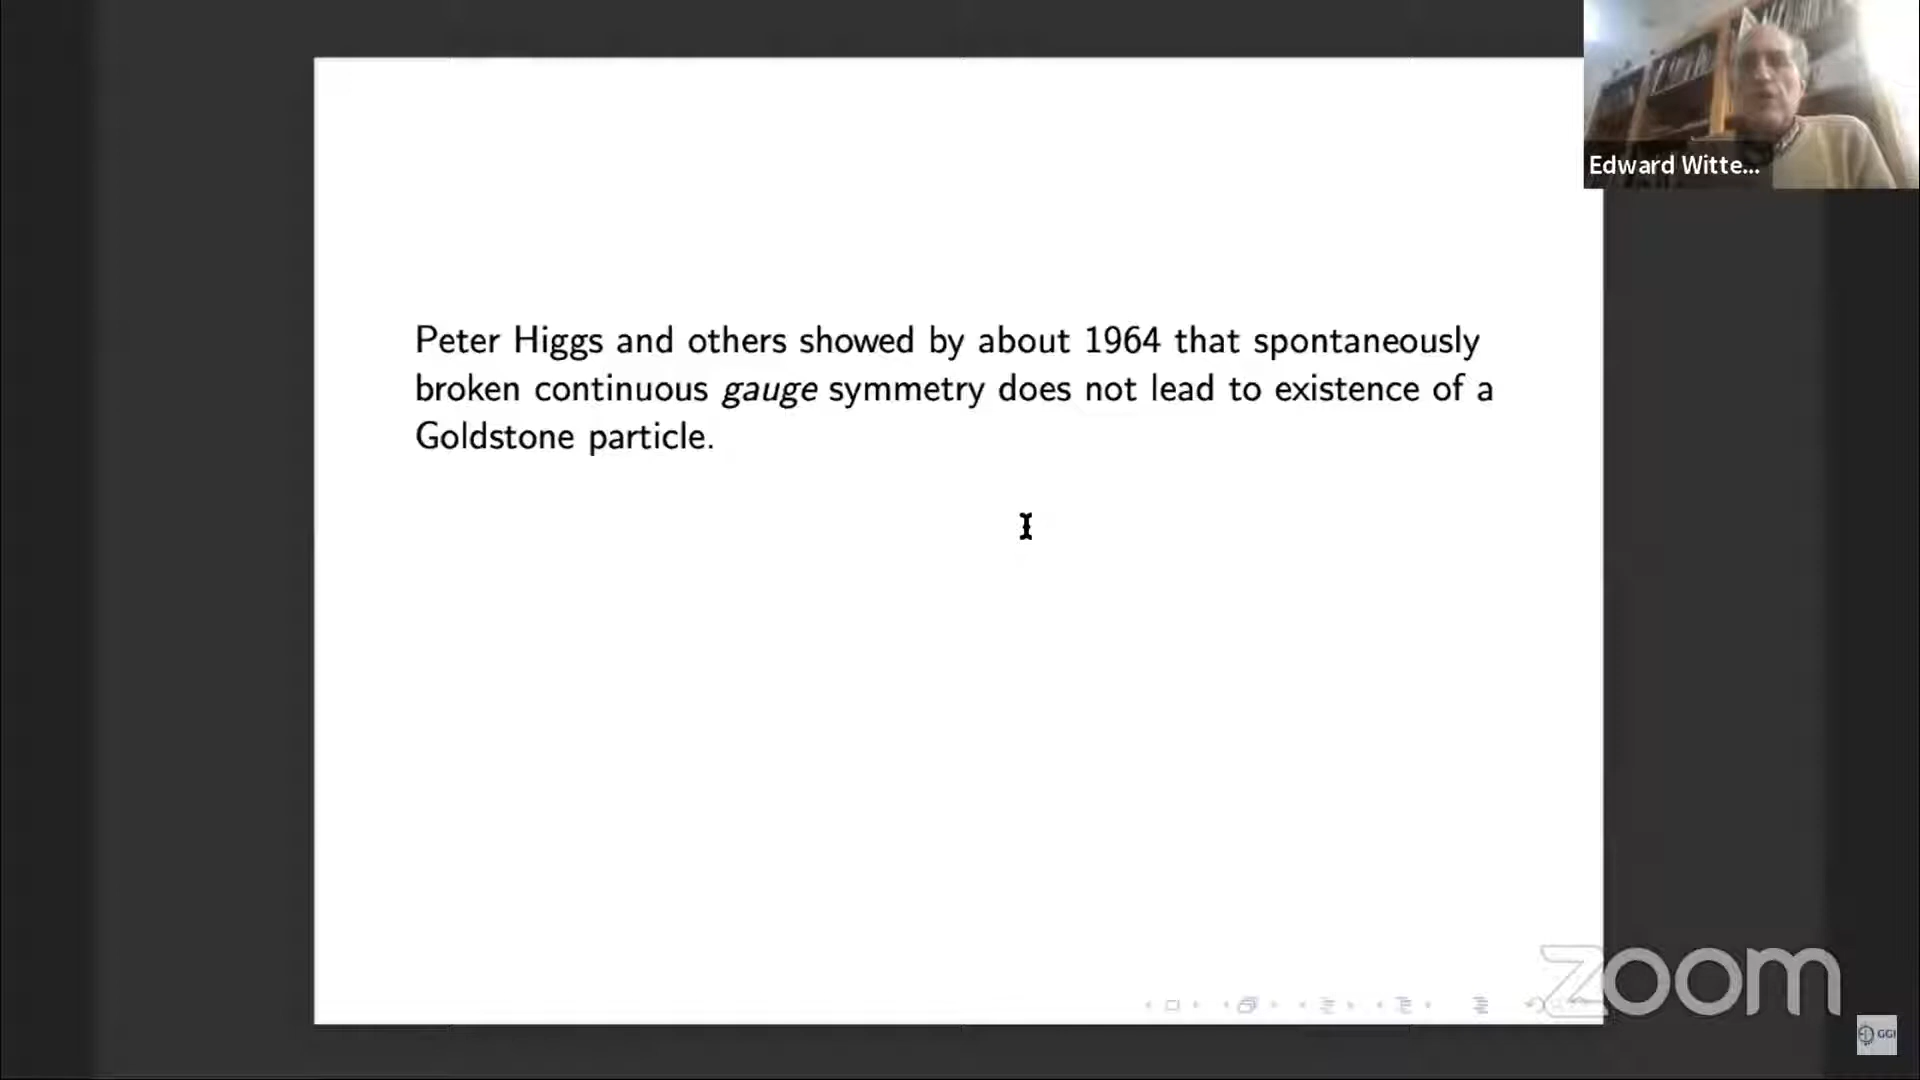 Edward Witte...
Peter Higgs and others showed by about 1964 that spontaneously
broken continuous gauge symmetry does not lead to existence of a
Goldstone particle.
zoom
GGI